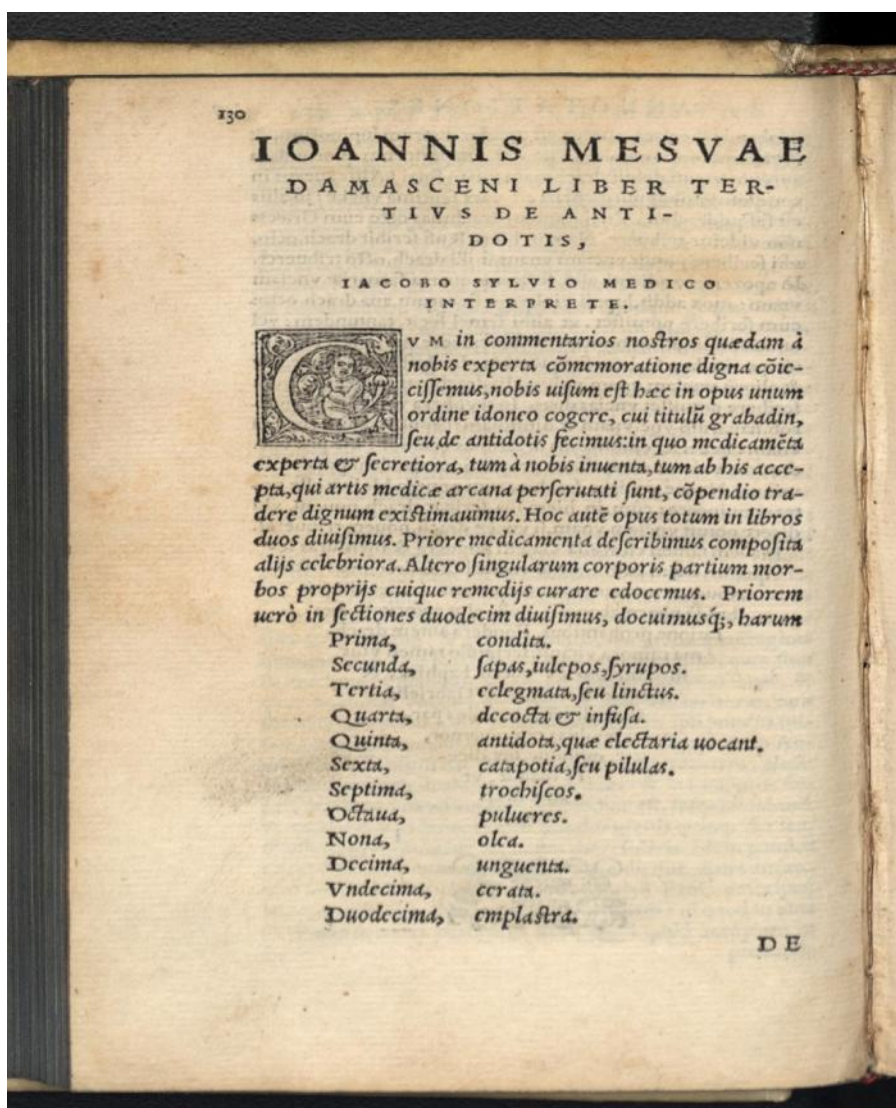 130
IOANNIS MESVAE
DAMASCENI LIBER TER-
TIVS DE ANTI-
DOTIS,
IACOBO SYLVIO MEDICO
INTERPRETE.
CVM in commentarios noſtros quædam à
nobis experta cõmemoratione digna cõiec-
ciſſemus,nobis uiſum eſt hæc in opus unum
ordine idoneo cogere, cui titulũ grabadin,
ſeu de antidotis fecimus:in quo medicamẽta
experta & ſecretiora, tum à nobis inuenta,tum ab his acce-
pta,qui artis medicæ arcana perſcrutati ſunt, cõpendio tra-
dere dignum exiſtimauimus. Hoc autẽ opus totum in libros
duos diuiſimus. Priore medicamenta deſcribimus compoſita
alijs celebriora. Altero ſingularum corporis partium mor-
bos proprijs cuique remedijs curare edocemus. Priorem
uerò in ſectiones duodecim diuiſimus, docuimusq́;, harum
Prima, condita.
Secunda, ſapas,iulepos,ſyrupos.
Tertia, eclegmata,ſeu linctus.
Quarta, decocta & infuſa.
Quinta, antidota,quæ electaria uocant.
Sexta, catapotia,ſeu pilulas.
Septima, trochiſcos.
Octaua, pulueres.
Nona, olea.
Decima, unguenta.
Vndecima, cerata.
Duodecima, emplaſtra.
DE